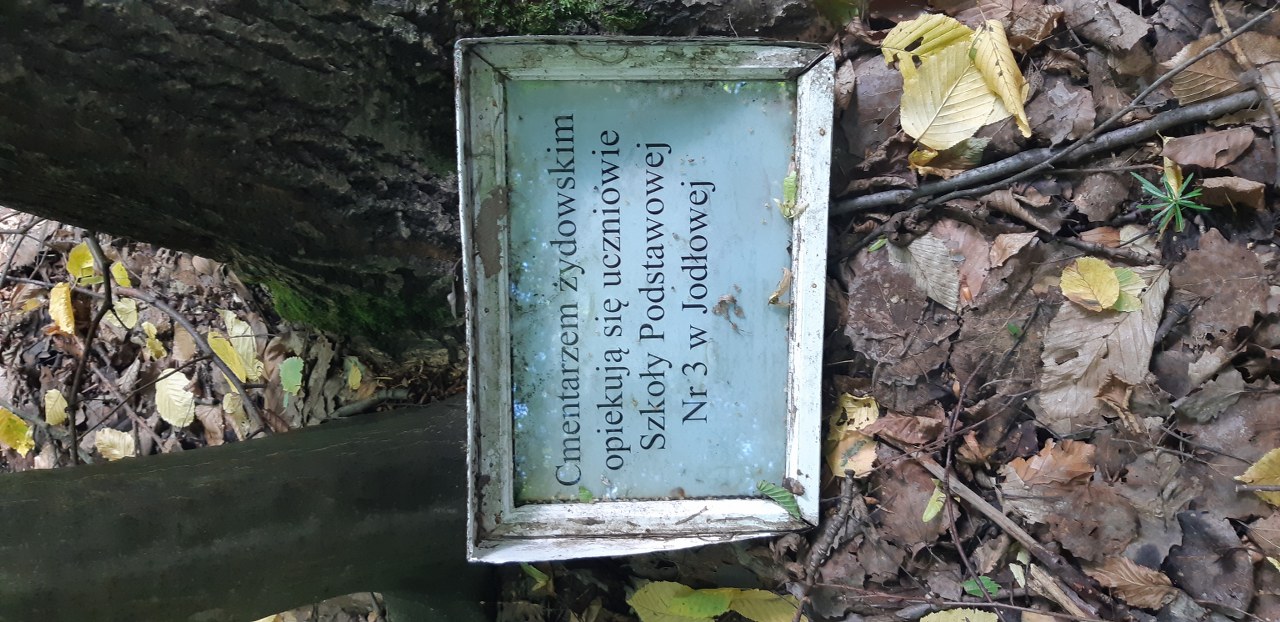 Cmentarzem żydowskim
opiekują się uczniowie
Szkoły Podstawowej
Nr 3 w Jodłowej